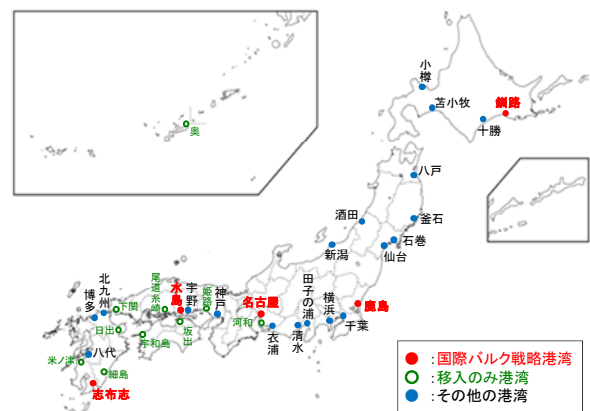 小樽
苫小牧
釧路
十勝
奥
八戸
酒田
釜石
石巻
仙台
新潟
尾道糸崎
水島
宇野
姫路
神戸
名古屋
田子の浦
横浜
鹿島
北九州
博多
下関
河和
千葉
日出
坂出
衣浦
清水
宇和島
米ノ津
八代
細島
志布志
：国際バルク戦略港湾
：移入のみ港湾
：その他の港湾